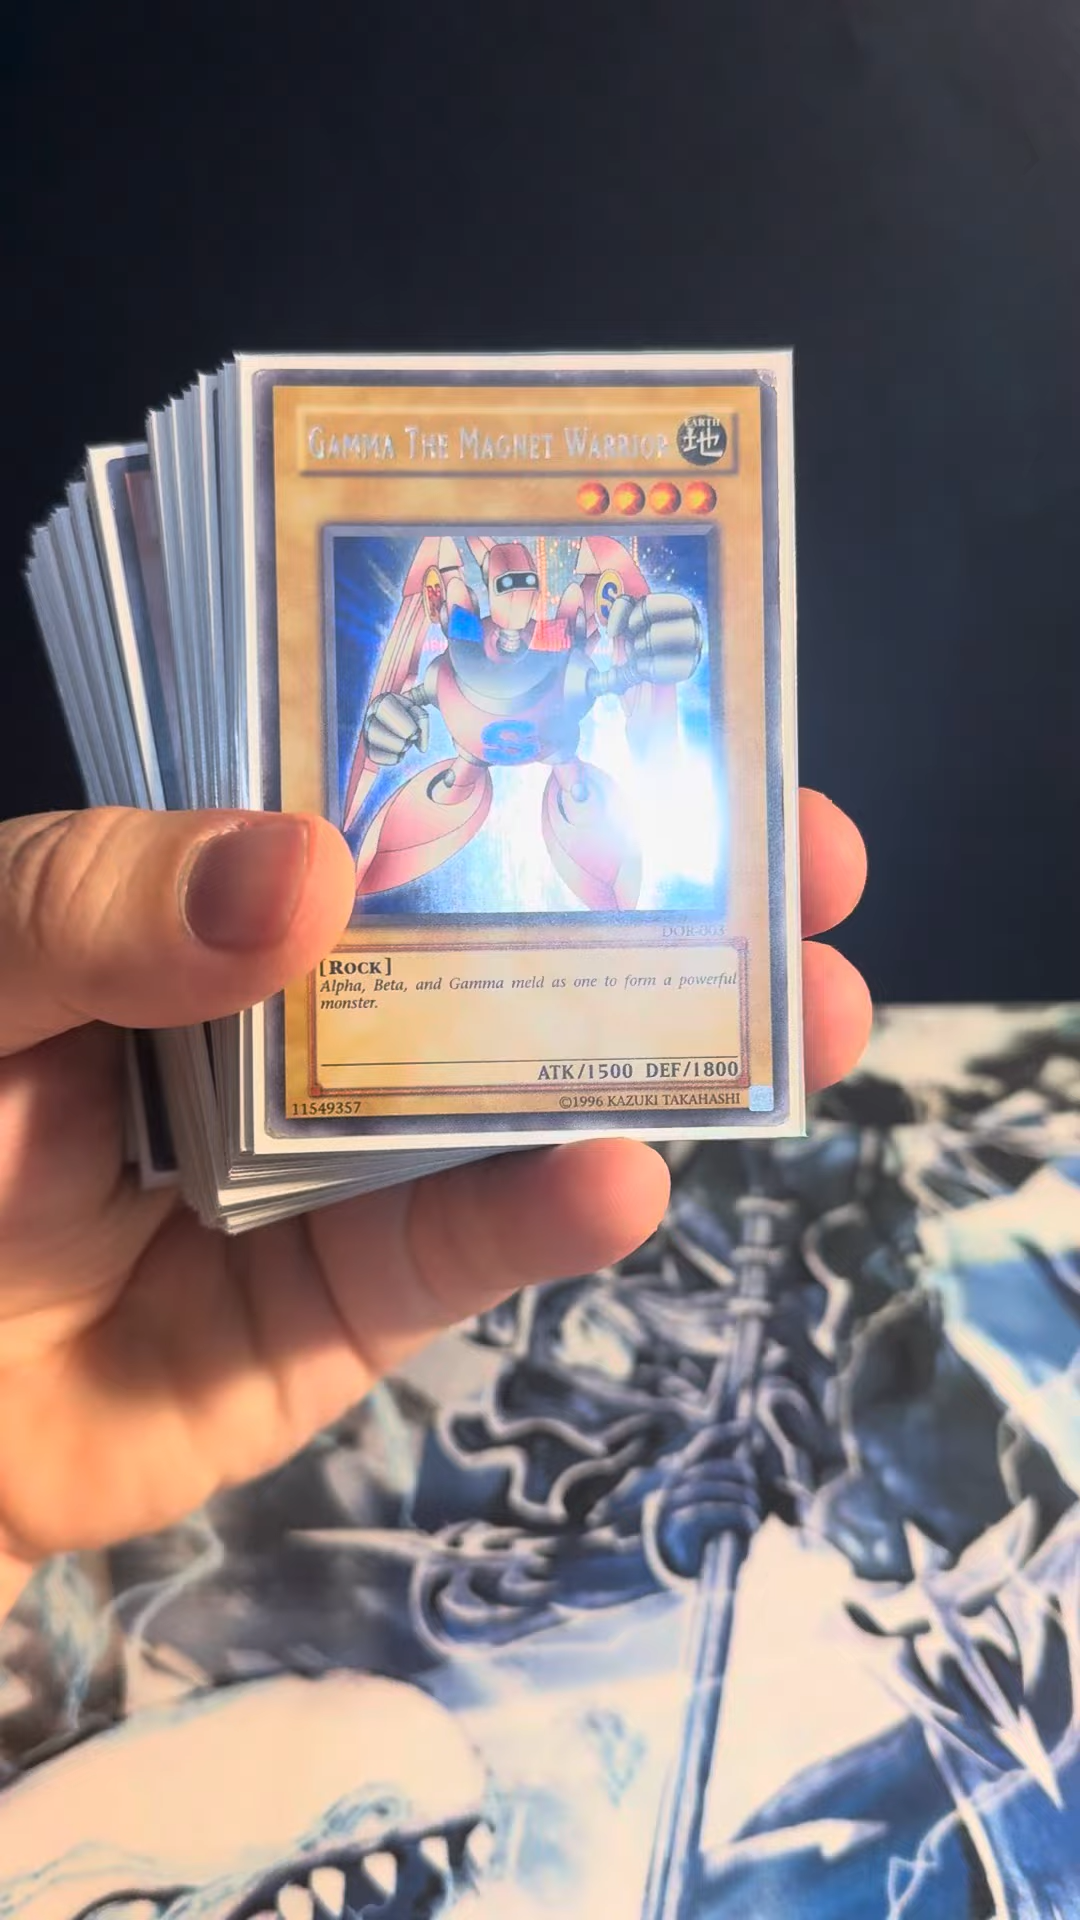 GAMMA THE MAGNET WARRIOR
EARTH
地
S
S
DOR-003
[ROCK]
Alpha, Beta, and Gamma meld as one to form a powerful
monster.
ATK/1500 DEF/1800
11549357
©1996 KAZUKI TAKAHASHI